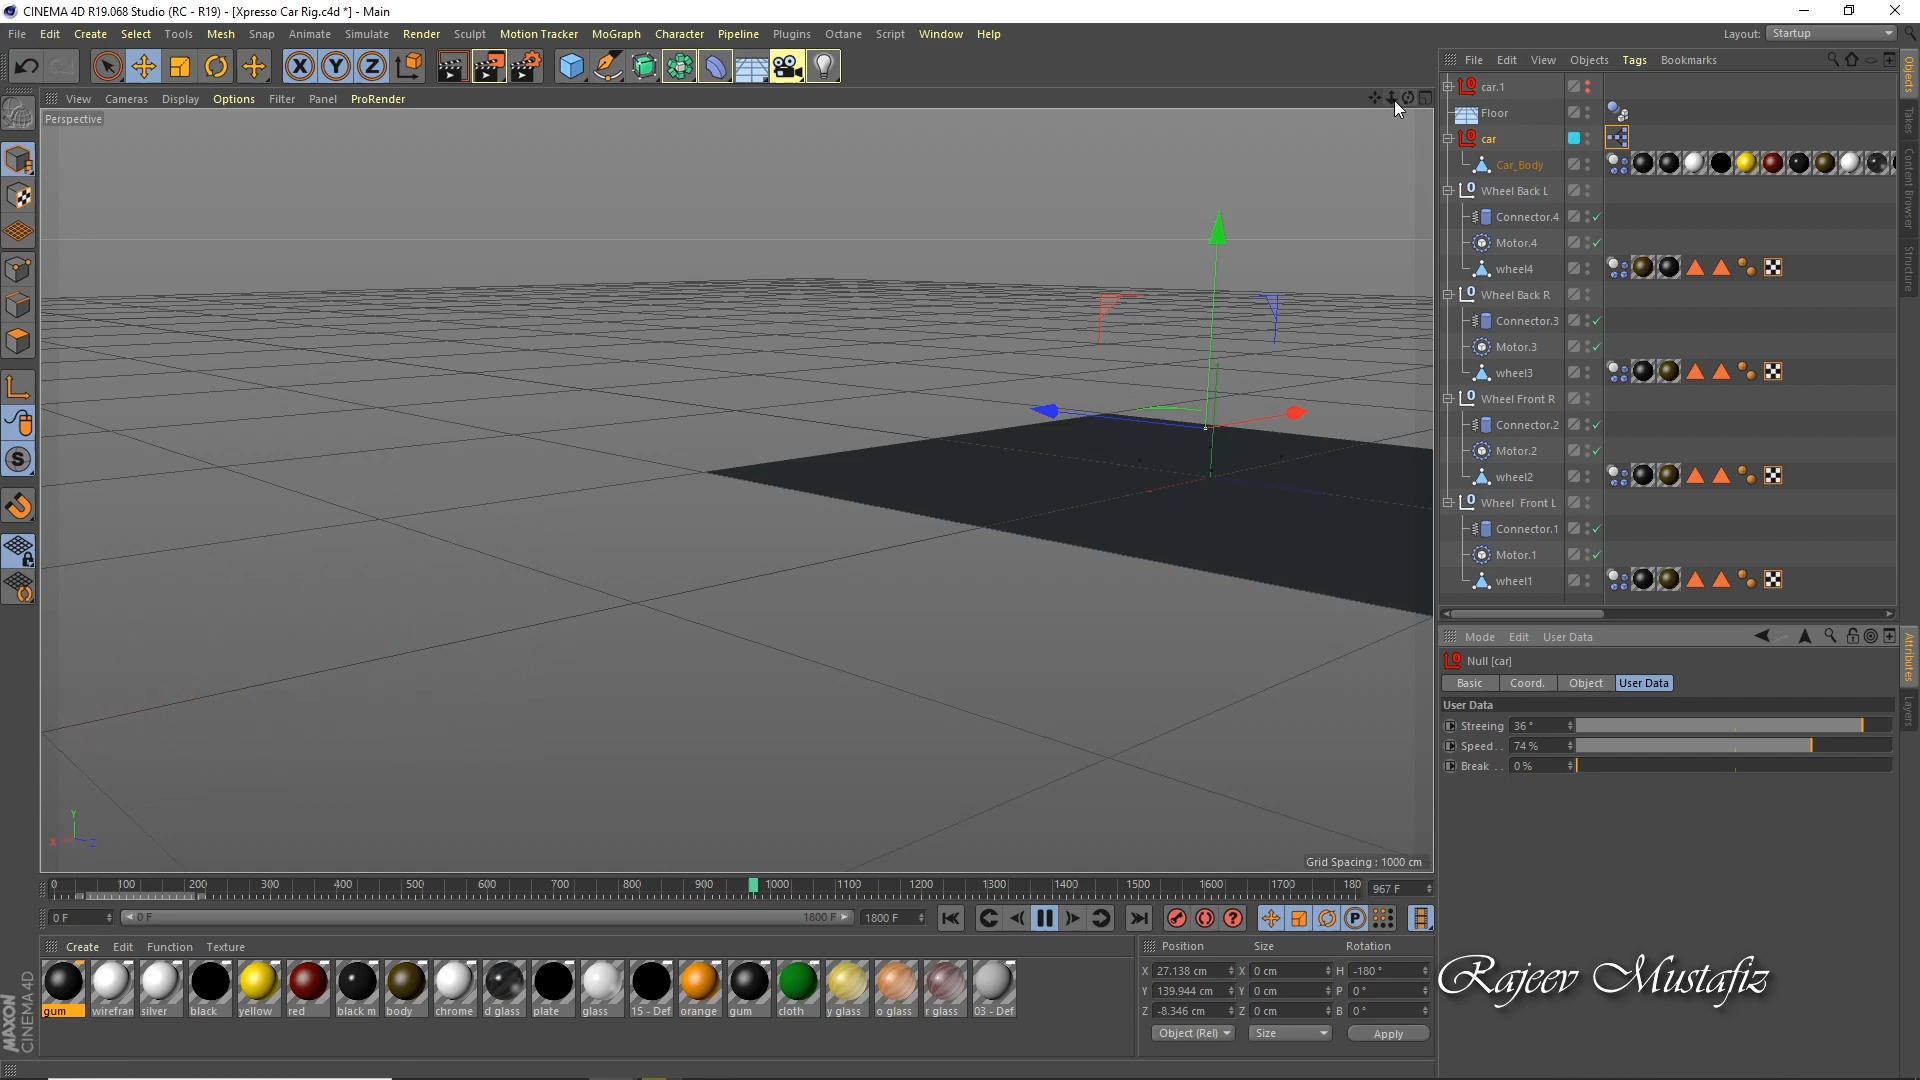 CINEMA 4D R19.068 Studio (RC - R19) - [Xpresso Car Rig.c4d *] - Main
File Edit Create Select Tools Mesh Snap Animate Simulate Render Sculpt Motion Tracker MoGraph Character Pipeline Plugins Octane Script Window Help
Layout: Startup
File Edit View Objects Tags Bookmarks
View Cameras Display Options Filter Panel ProRender
Perspective
car.1
Floor
car
Car_Body
Wheel Back L
Connector.4
Motor.4
wheel4
Wheel Back R
Connector.3
Motor.3
wheel3
Wheel Front R
Connector.2
Motor.2
wheel2
Wheel Front L
Connector.1
Motor.1
wheel1
Objects
Takes
Content Browser
Structure
Mode Edit User Data
Null [car]
Basic Coord. Object User Data
User Data
Streeing 36 °
Speed . . 74 %
Break . . 0 %
Attributes
Layers
Y
X Z
Grid Spacing : 1000 cm
0 100 200 300 400 500 600 700 800 900 1000 1100 1200 1300 1400 1500 1600 1700 180
967 F
0 F 0 F 1800 F 1800 F
Create Edit Function Texture
gum wirefran silver black yellow red black m body chrome d glass plate glass 15 - Def orange gum cloth y glass o glass r glass 03 - Def
Position Size Rotation
X 27.138 cm X 0 cm H -180 °
Y 139.944 cm Y 0 cm P 0 °
Z -8.346 cm Z 0 cm B 0 °
Object (Rel) Size Apply
MAXON
CINEMA 4D
Rajeev Mustafiz